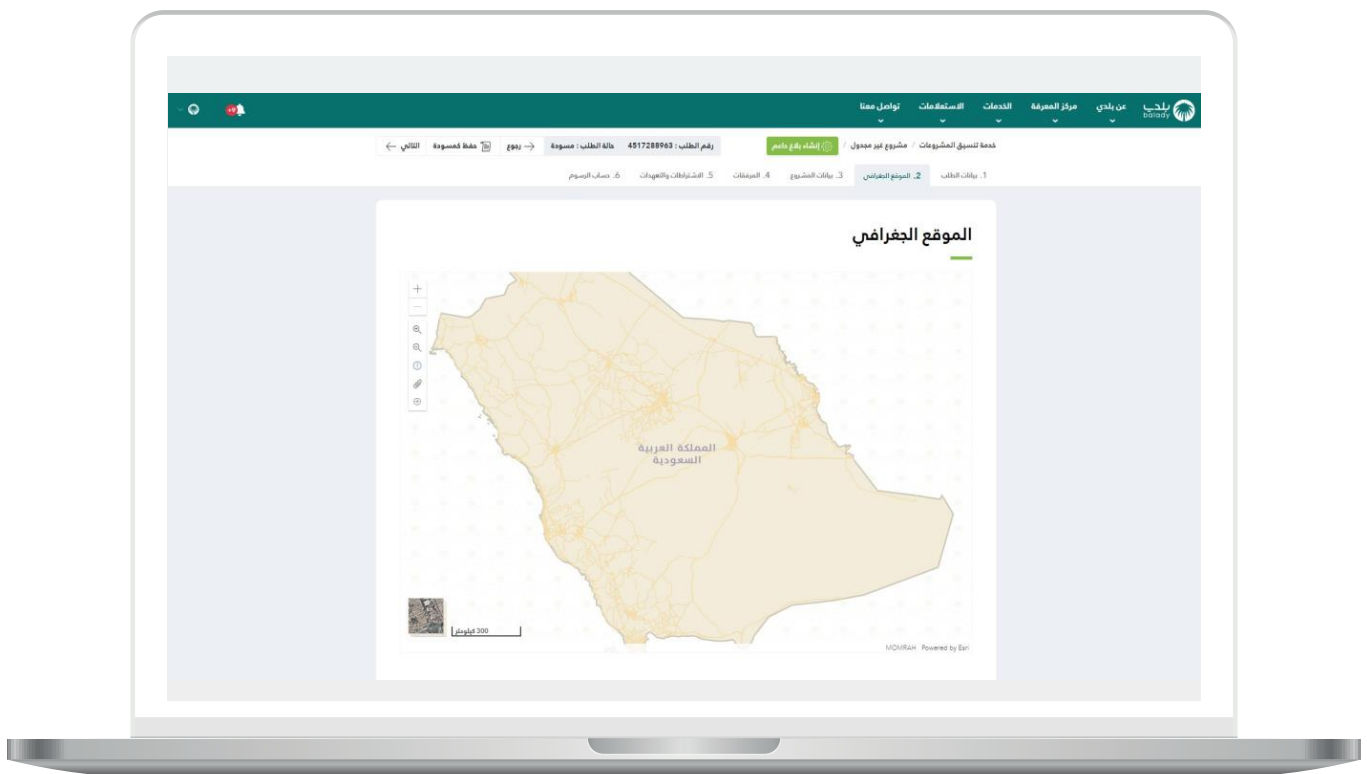 بلدي
balady
عن بلدي
مركز المعرفة
الخدمات
الاستعلامات
تواصل معنا
خدمة تنسيق المشروعات / مشروع غير مجدول /
إنشاء بلاغ داعم
رقم الطلب : 4517288963
حالة الطلب : مسودة
رجوع
حفظ كمسودة
التالي
1. بيانات الطلب
2. الموقع الجغرافي
3. بيانات المشروع
4. المرفقات
5. الاشتراطات والتعهدات
6. حساب الرسوم
الموقع الجغرافي
المملكة العربية
السعودية
300 كيلومتر
MOMRAH Powered by Esri